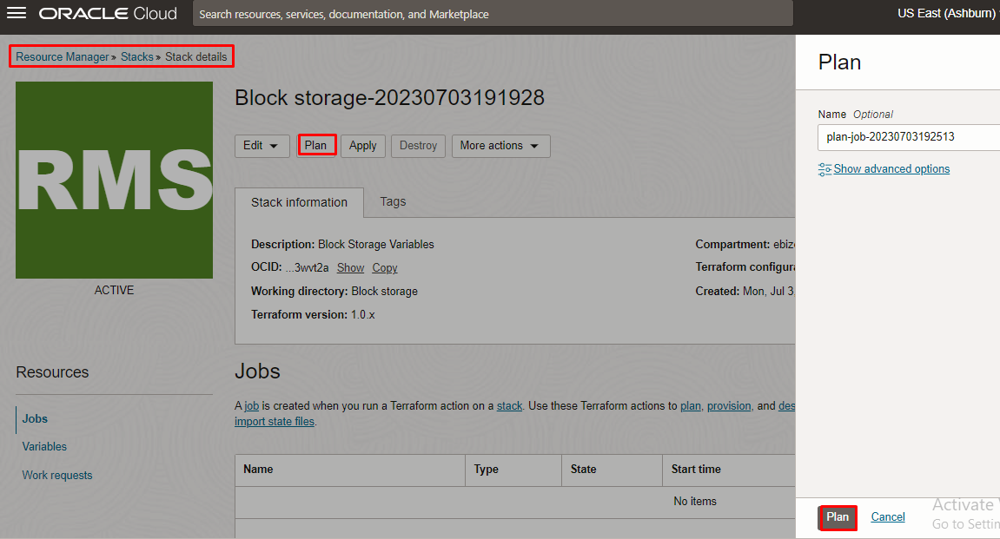 ORACLE Cloud
Search resources, services, documentation, and Marketplace
US East (Ashburn)
Resource Manager » Stacks » Stack details
RMS
ACTIVE
Block storage-20230703191928
Edit
Plan
Apply
Destroy
More actions
Stack information
Tags
Description: Block Storage Variables
OCID: ...3wvt2a Show Copy
Working directory: Block storage
Terraform version: 1.0.x
Compartment: ebiz
Terraform configura
Created: Mon, Jul 3
Resources
Jobs
Variables
Work requests
Jobs
A job is created when you run a Terraform action on a stack. Use these Terraform actions to plan, provision, and des
import state files.
Name Type State Start time
No items
Plan
Name Optional
plan-job-20230703192513
Show advanced options
Plan
Cancel
Activate
Go to Settin